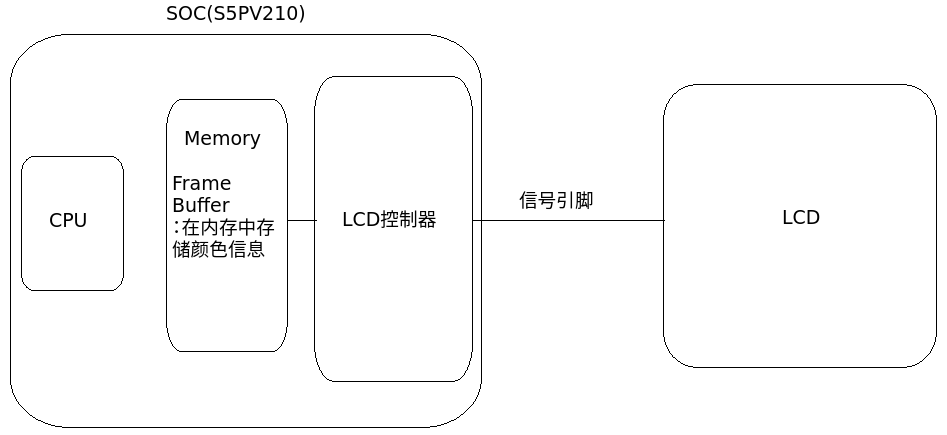 SOC(S5PV210)
Memory
Frame
Buffer
：在内存中存
储颜色信息
CPU
LCD控制器
信号引脚
LCD